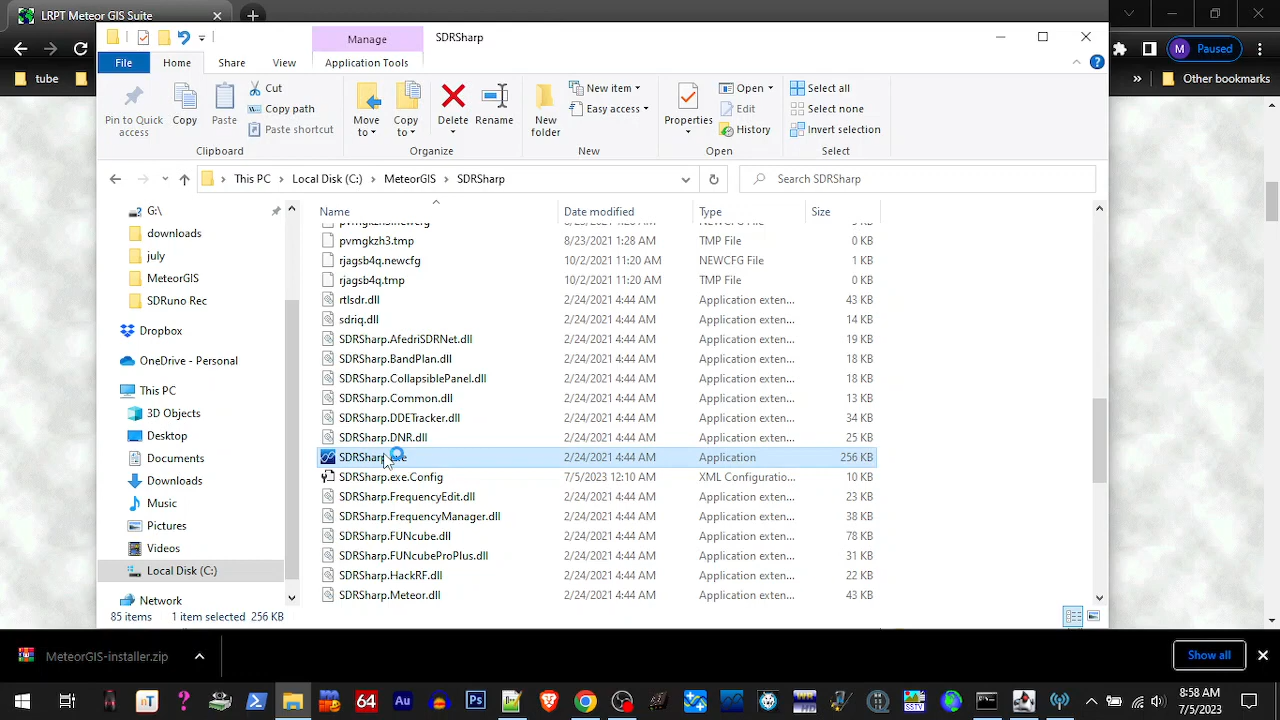 LRPT Meteor GIS Suite
Manage
SDRSharp
M
Paused
File
Home
Share
View
Application Tools
tube
Other bookmarks
Pin to Quick access
Copy
Paste
Cut
Copy path
Paste shortcut
Clipboard
Move to
Copy to
Delete
Rename
Organize
New folder
New item
Easy access
New
Properties
Open
Edit
History
Open
Select all
Select none
Invert selection
Select
This PC
Local Disk (C:)
MeteorGIS
SDRSharp
Search SDRSharp
G:\
downloads
july
MeteorGIS
SDRuno Rec
Dropbox
OneDrive - Personal
This PC
3D Objects
Desktop
Documents
Downloads
Music
Pictures
Videos
Local Disk (C:)
Network
Name Date modified Type Size
pvmgkzh3.tmp 8/23/2021 1:28 AM TMP File 0 KB
rjagsb4q.newcfg 10/2/2021 11:20 AM NEWCFG File 1 KB
rjagsb4q.tmp 10/2/2021 11:20 AM TMP File 0 KB
rtlsdr.dll 2/24/2021 4:44 AM Application exten... 43 KB
sdriq.dll 2/24/2021 4:44 AM Application exten... 14 KB
SDRSharp.AfedriSDRNet.dll 2/24/2021 4:44 AM Application exten... 19 KB
SDRSharp.BandPlan.dll 2/24/2021 4:44 AM Application exten... 18 KB
SDRSharp.CollapsiblePanel.dll 2/24/2021 4:44 AM Application exten... 18 KB
SDRSharp.Common.dll 2/24/2021 4:44 AM Application exten... 13 KB
SDRSharp.DDETracker.dll 2/24/2021 4:44 AM Application exten... 34 KB
SDRSharp.DNR.dll 2/24/2021 4:44 AM Application exten... 25 KB
SDRSharp.exe 2/24/2021 4:44 AM Application 256 KB
SDRSharp.exe.Config 7/5/2023 12:10 AM XML Configuratio... 10 KB
SDRSharp.FrequencyEdit.dll 2/24/2021 4:44 AM Application exten... 23 KB
SDRSharp.FrequencyManager.dll 2/24/2021 4:44 AM Application exten... 38 KB
SDRSharp.FUNcube.dll 2/24/2021 4:44 AM Application exten... 78 KB
SDRSharp.FUNcubeProPlus.dll 2/24/2021 4:44 AM Application exten... 31 KB
SDRSharp.HackRF.dll 2/24/2021 4:44 AM Application exten... 22 KB
SDRSharp.Meteor.dll 2/24/2021 4:44 AM Application exten... 43 KB
85 items 1 item selected 256 KB
MeteorGIS-installer.zip
Show all
nT
64
Au
Ps
SSTV
8:58 AM
7/5/2023